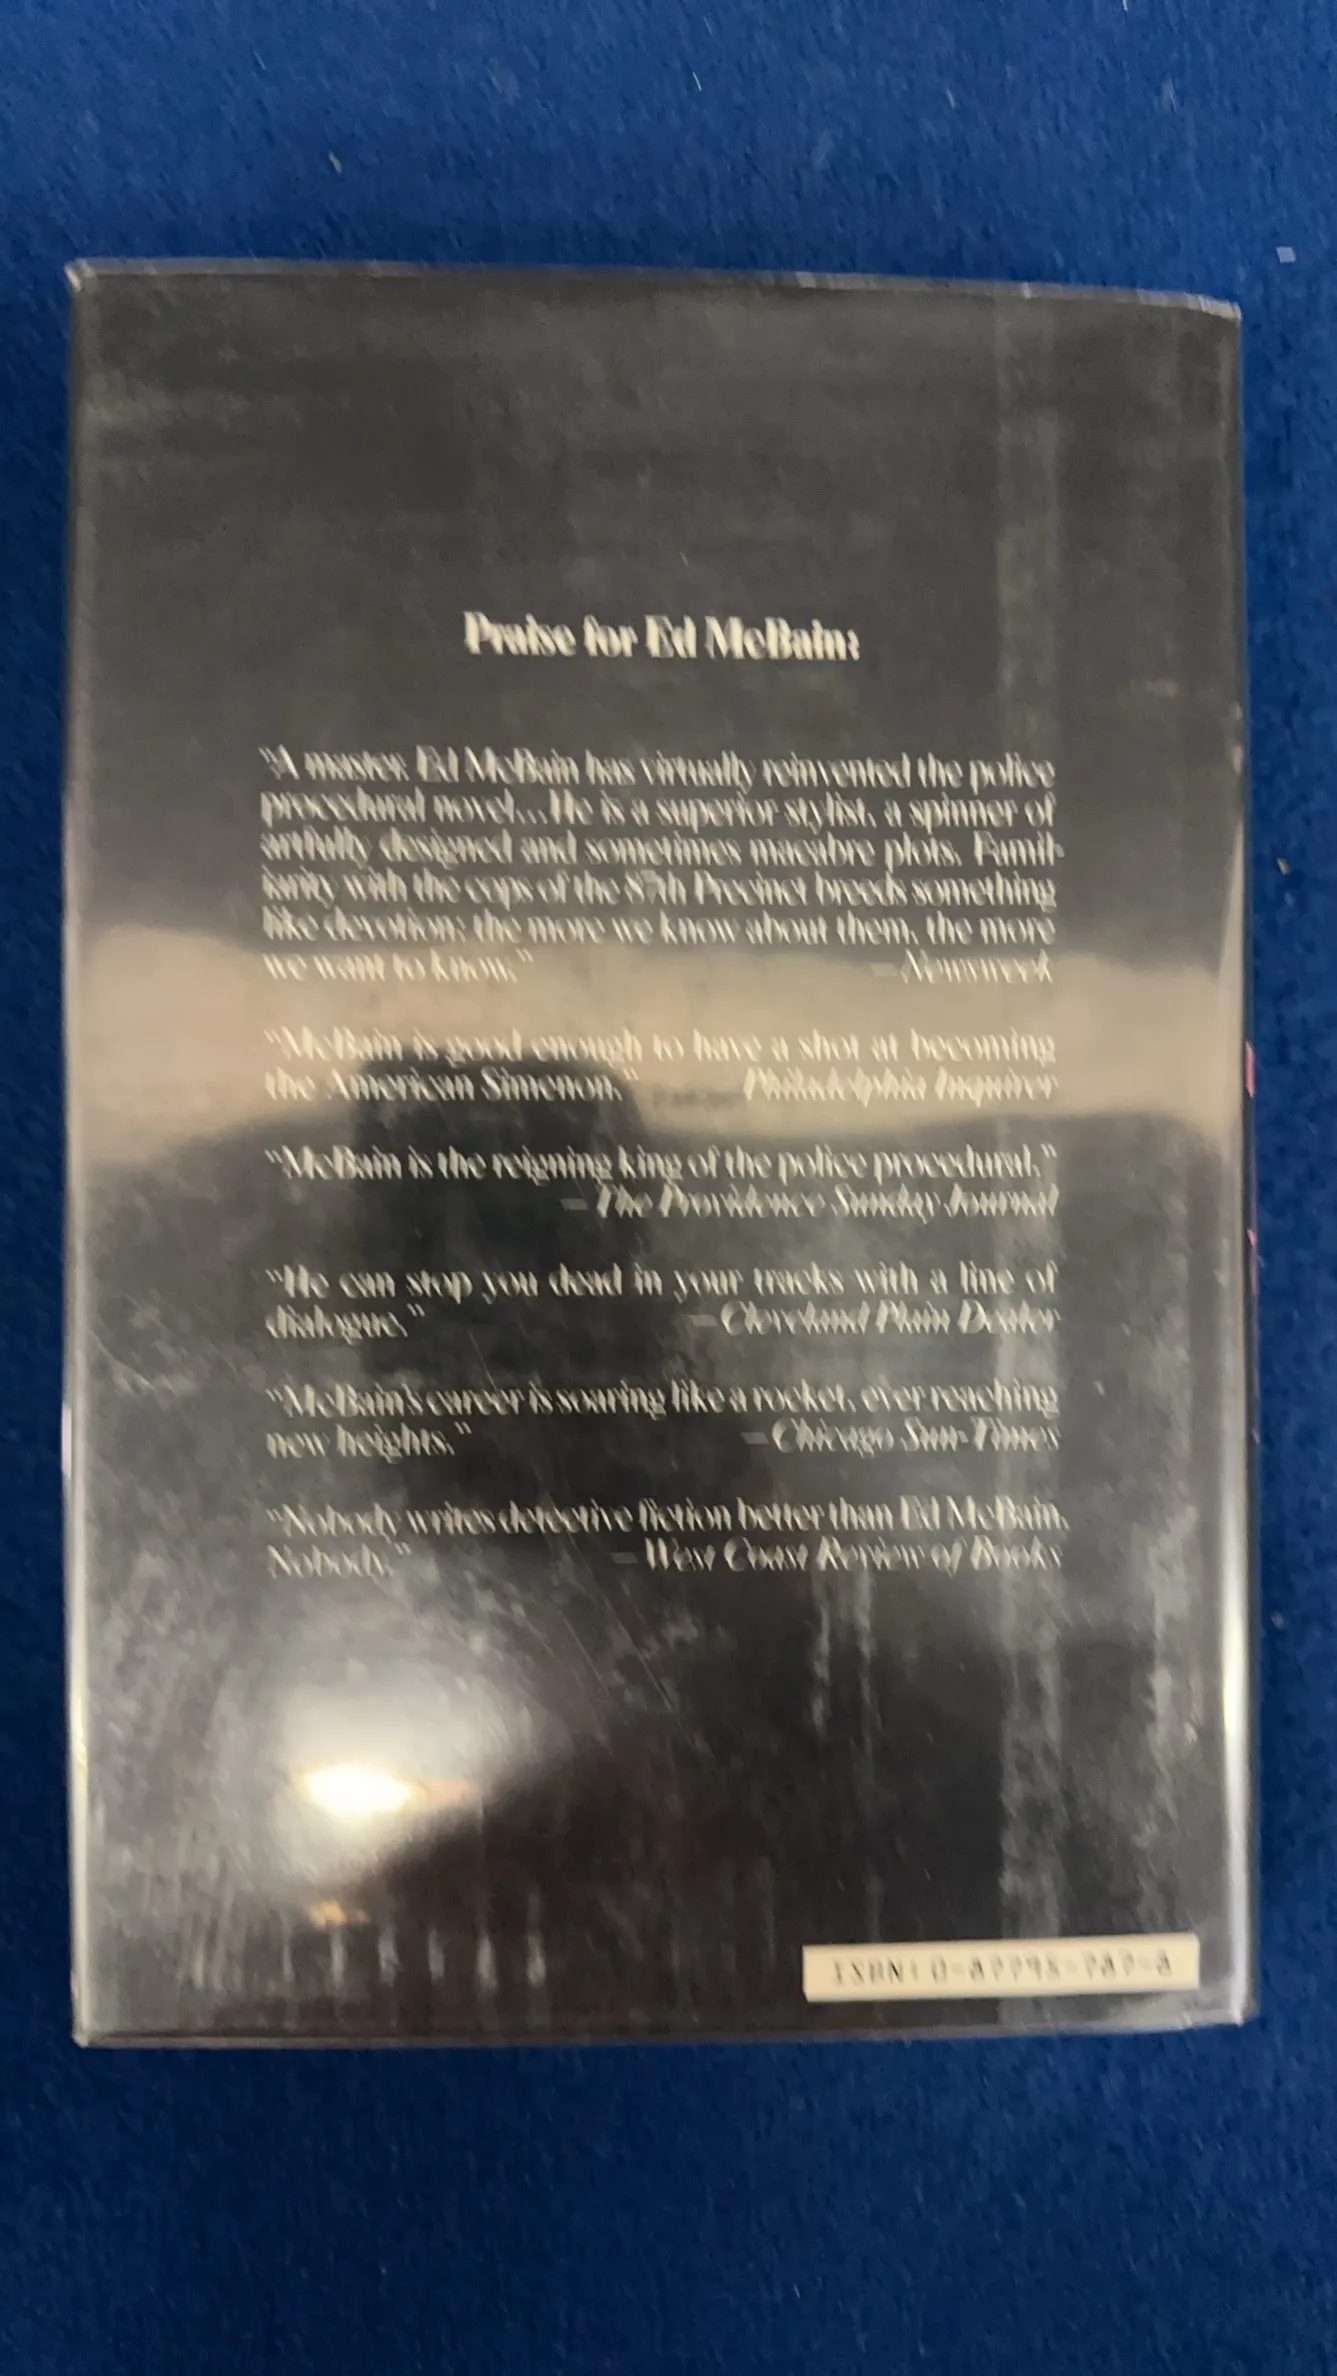 Praise for Ed McBain:
"A master. Ed McBain has virtually reinvented the police
procedural novel...He is a superior stylist, a spinner of
artfully designed and sometimes macabre plots. Famil-
iarity with the cops of the 87th Precinct breeds something
like devotion; the more we know about them, the more
we want to know." —Newsweek
"McBain is good enough to have a shot at becoming
the American Simenon." Philadelphia Inquirer
"McBain is the reigning king of the police procedural."
—The Providence Sunday Journal
"He can stop you dead in your tracks with a line of
dialogue." —Cleveland Plain Dealer
"McBain's career is soaring like a rocket, ever reaching
new heights." —Chicago Sun-Times
"Nobody writes detective fiction better than Ed McBain.
Nobody." —West Coast Review of Books
ISBN: 0-87795-787-8